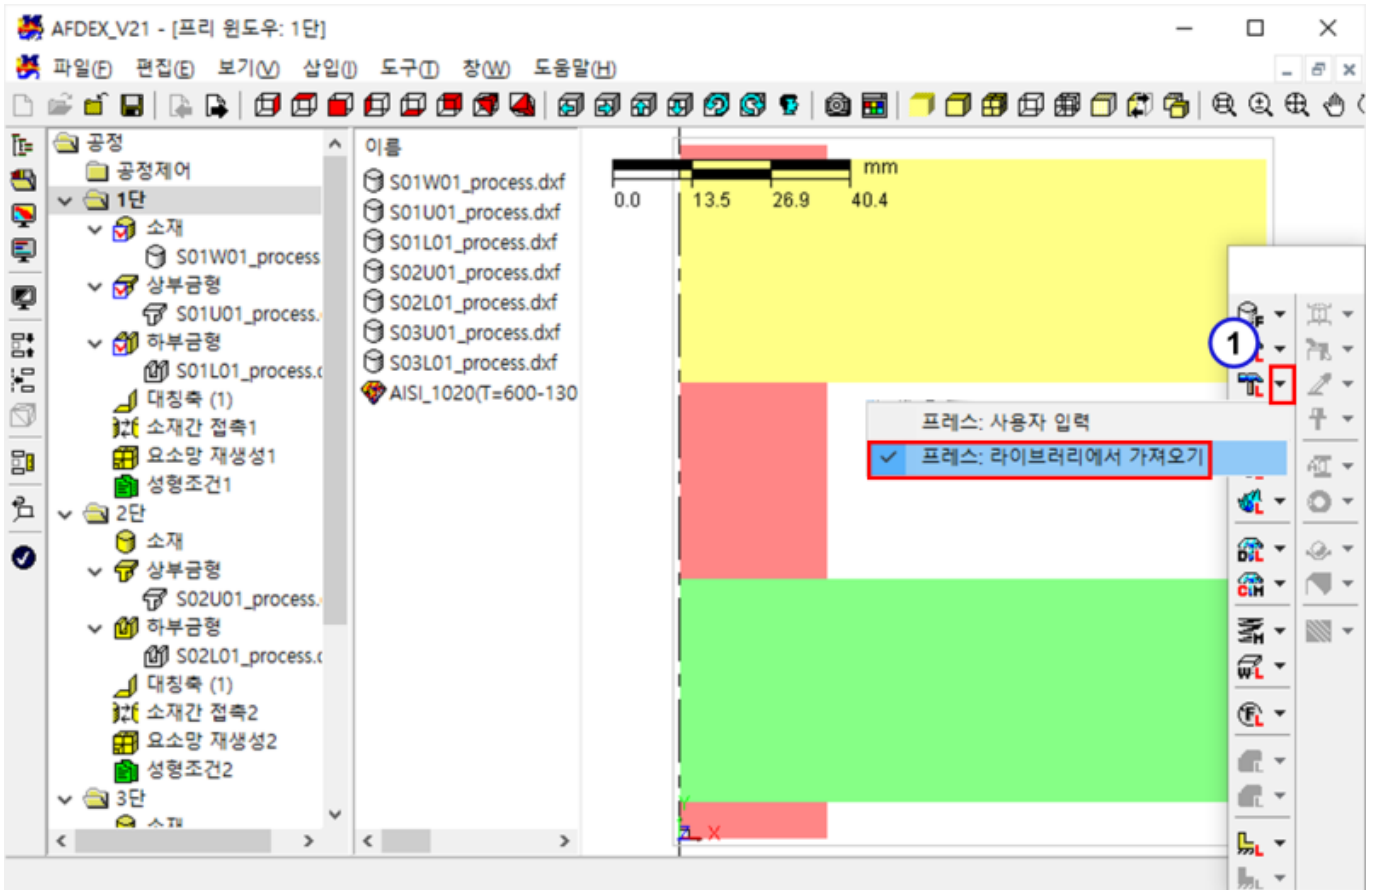 AFDEX_V21 - [프리 윈도우: 1단]
파일(F) 편집(E) 보기(V) 삽입(I) 도구(T) 창(W) 도움말(H)
공정
공정제어
1단
소재
S01W01_process
상부금형
S01U01_process.
하부금형
S01L01_process.
대칭축 (1)
소재간 접촉1
요소망 재생성1
성형조건1
2단
소재
상부금형
S02U01_process.
하부금형
S02L01_process.
대칭축 (1)
소재간 접촉2
요소망 재생성2
성형조건2
3단
소재
이름
S01W01_process.dxf
S01U01_process.dxf
S01L01_process.dxf
S02U01_process.dxf
S02L01_process.dxf
S03U01_process.dxf
S03L01_process.dxf
AISI_1020(T=600-130
mm
0.0 13.5 26.9 40.4
1
프레스: 사용자 입력
프레스: 라이브러리에서 가져오기
Y
Z X